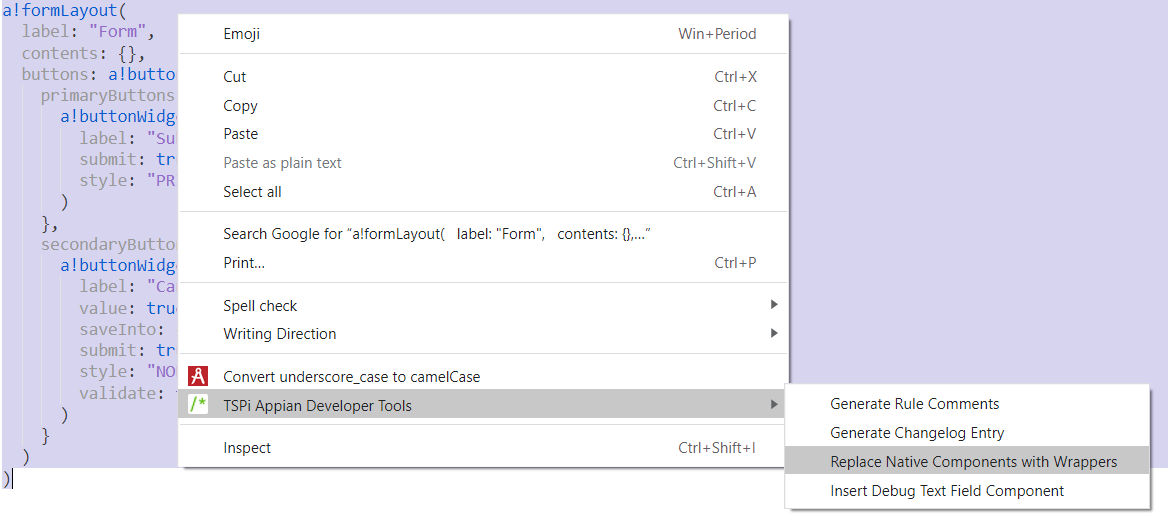 a!formLayout(
label: "Form",
contents: {},
buttons: a!butto
primaryButtons
a!buttonWidg
label: "Su
submit: tr
style: "PR
)
},
secondaryButto
a!buttonWidg
label: "Ca
value: tru
saveInto:
submit: tr
style: "NO
validate:
)
}
)
)
Emoji Win+Period
Cut Ctrl+X
Copy Ctrl+C
Paste Ctrl+V
Paste as plain text Ctrl+Shift+V
Select all Ctrl+A
Search Google for “a!formLayout( label: "Form", contents: {},...”
Print... Ctrl+P
Spell check
Writing Direction
Convert underscore_case to camelCase
/* TSPi Appian Developer Tools
Inspect Ctrl+Shift+I
Generate Rule Comments
Generate Changelog Entry
Replace Native Components with Wrappers
Insert Debug Text Field Component